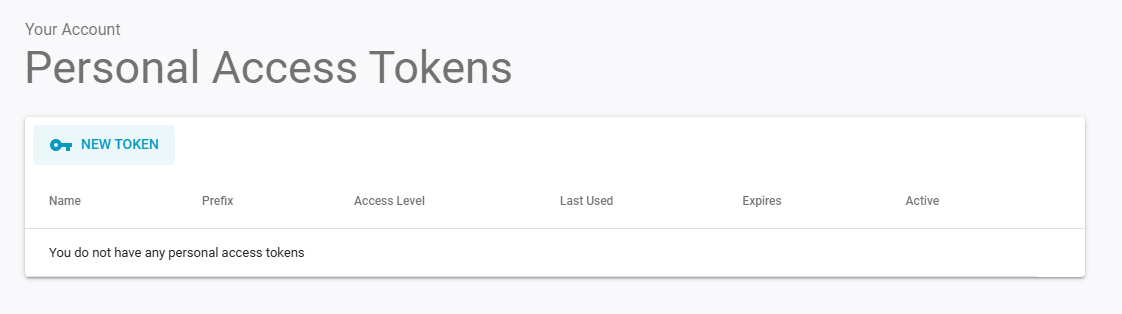 Your Account
Personal Access Tokens
NEW TOKEN
Name Prefix Access Level Last Used Expires Active
You do not have any personal access tokens